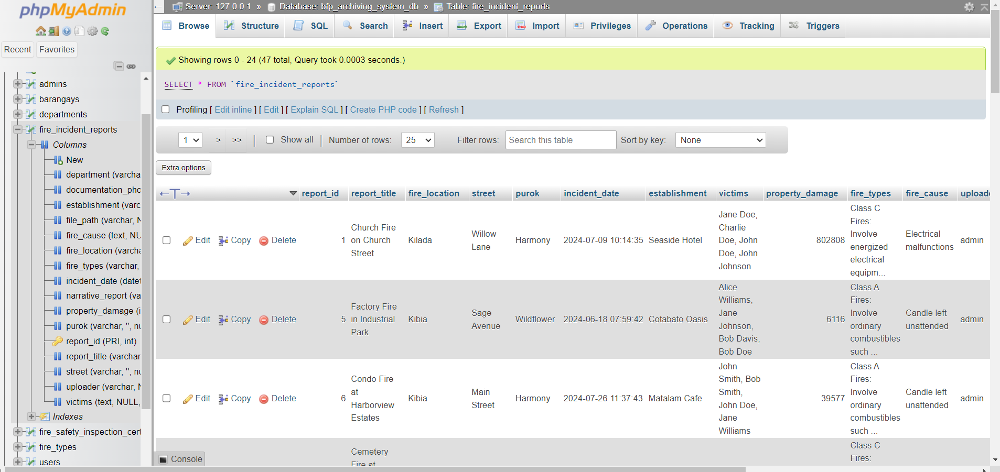 phpMyAdmin
Recent Favorites
admins
barangays
departments
fire_incident_reports
Columns
New
department (varcha
documentation_pho
establishment (varc
file_path (varchar, N
fire_cause (text, NU
fire_location (varcha
fire_types (varchar,
incident_date (datet
narrative_report (va
property_damage (i
purok (varchar, '', nu
report_id (PRI, int)
report_title (varchar
street (varchar, '', nu
uploader (varchar, N
victims (text, NULL,
Indexes
fire_safety_inspection_cert
fire_types
users
Server: 127.0.0.1 » Database: bfp_archiving_system_db » Table: fire_incident_reports
Browse Structure SQL Search Insert Export Import Privileges Operations Tracking Triggers
Showing rows 0 - 24 (47 total, Query took 0.0003 seconds.)
SELECT * FROM `fire_incident_reports`
Profiling [ Edit inline ] [ Edit ] [ Explain SQL ] [ Create PHP code ] [ Refresh ]
1 > >> | Show all | Number of rows: 25 Filter rows: Search this table Sort by key: None
Extra options
←T→ report_id report_title fire_location street purok incident_date establishment victims property_damage fire_types fire_cause uploade
Edit Copy Delete 1
Church Fire
on Church
Street
Kilada
Willow
Lane
Harmony 2024-07-09 10:14:35 Seaside Hotel
Jane Doe,
Charlie
Doe, John
Doe, John
Johnson
802808
Class C
Fires:
Involve
energized
electrical
equipm...
Electrical
malfunctions
admin
Edit Copy Delete 5
Factory Fire
in Industrial
Park
Kibia
Sage
Avenue
Wildflower 2024-06-18 07:59:42 Cotabato Oasis
Alice
Williams,
Jane
Johnson,
Bob Davis,
Bob Doe
6116
Class A
Fires:
Involve
ordinary
combustibles
such ...
Candle left
unattended
admin
Edit Copy Delete 6
Condo Fire
at
Harborview
Estates
Kibia
Main
Street
Harmony 2024-07-26 11:37:43 Matalam Cafe
John
Smith, Bob
Smith,
John Doe,
Jane
Williams
39577
Class A
Fires:
Involve
ordinary
combustibles
such ...
Candle left
unattended
admin
Cemetery
Fire at
Class C
Fires:
Console